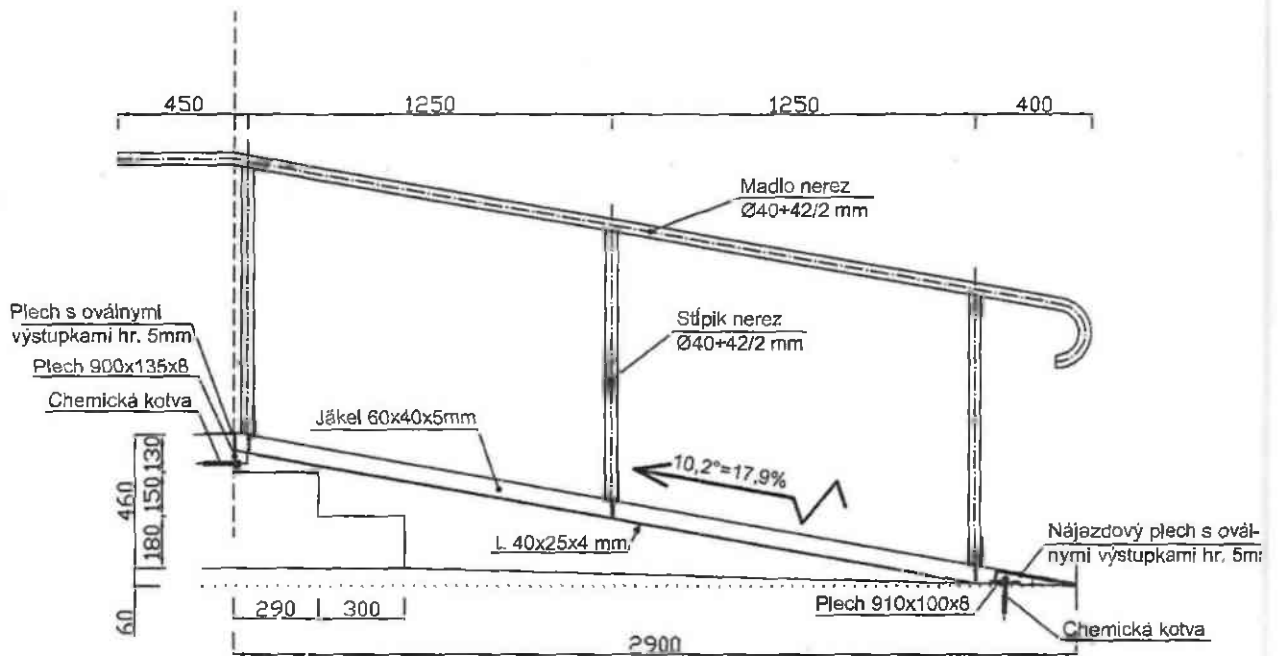 450
1250
1250
400
Madlo nerez
Ø40+42/2 mm
Plech s oválnymi
výstupkami hr. 5mm
Plech 900x135x8
Chemická kotva
Stĺpik nerez
Ø40+42/2 mm
Jäkel 60x40x5mm
10,2°=17,9%
460
130
150
180
60
L 40x25x4 mm
Nájazdový plech s ovál-
nymi výstupkami hr. 5m
290
300
Plech 910x100x8
Chemická kotva
2900